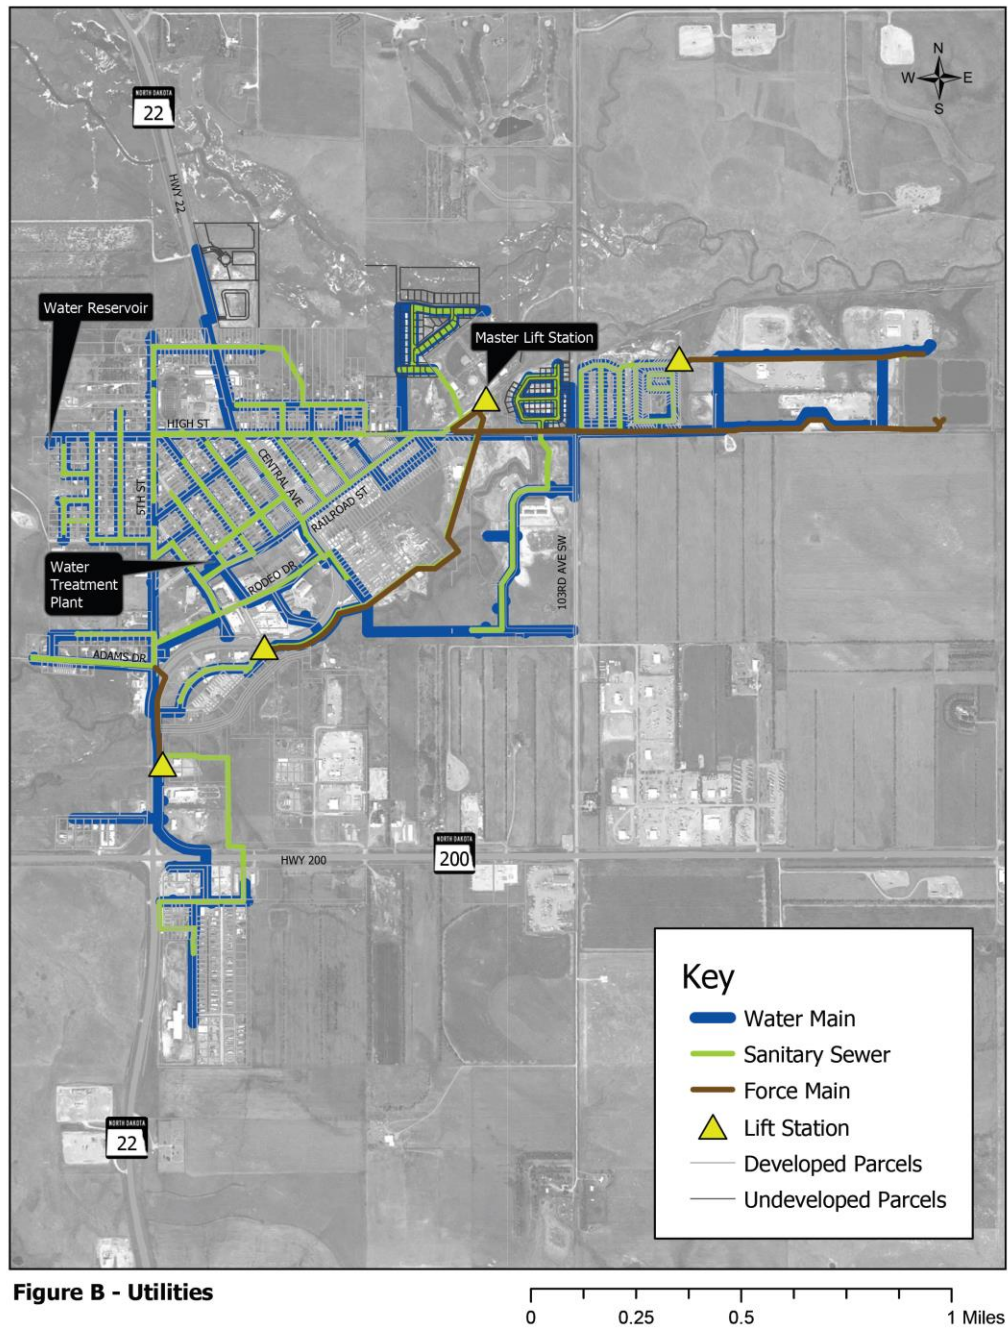 N
W E
S
NORTH DAKOTA
22
HWY 22
Water Reservoir
Master Lift Station
HIGH ST
5TH ST
CENTRAL AVE
RAILROAD ST
Water
Treatment
Plant
RODEO DR
103RD AVE SW
ADAMS DR
HWY 200
NORTH DAKOTA
200
NORTH DAKOTA
22
Key
Water Main
Sanitary Sewer
Force Main
Lift Station
Developed Parcels
Undeveloped Parcels
Figure B - Utilities
0 0.25 0.5 1 Miles